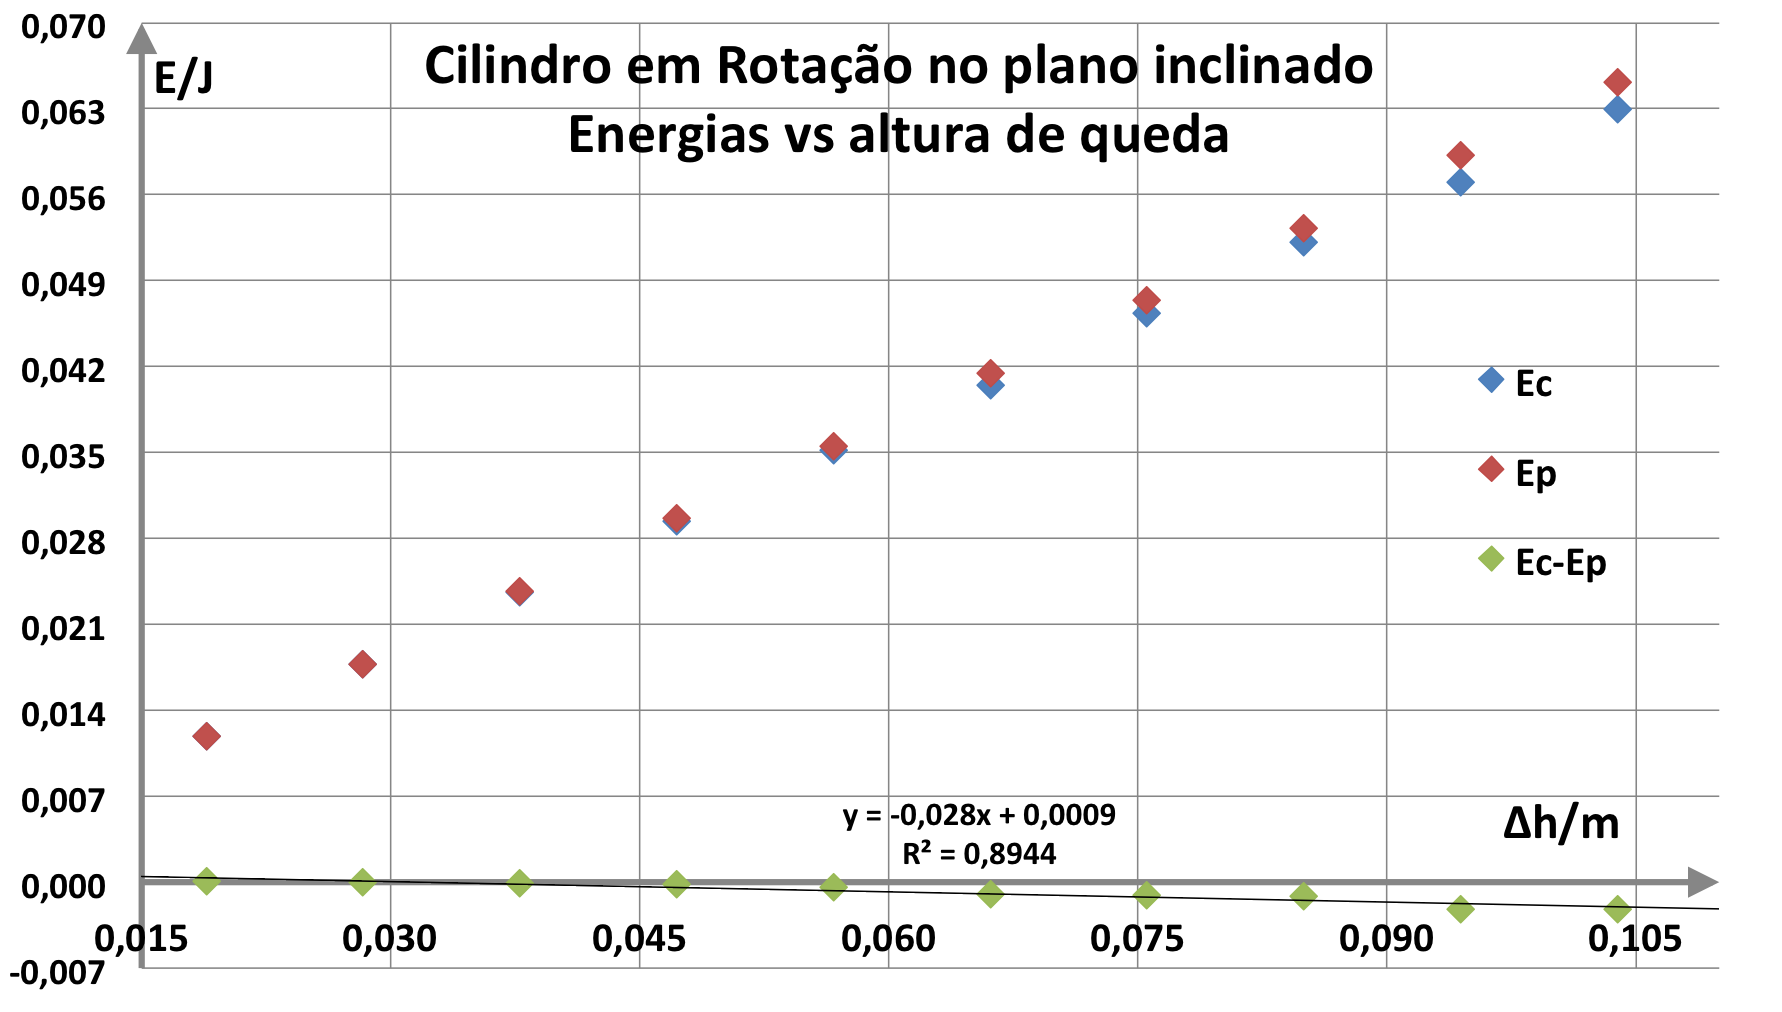 Cilindro em Rotação no plano inclinado
Energias vs altura de queda
E/J
0,070
0,063
0,056
0,049
0,042
0,035
0,028
0,021
0,014
0,007
0,000
-0,007
Ec
Ep
Ec-Ep
y = -0,028x + 0,0009
R² = 0,8944
Δh/m
0,015 0,030 0,045 0,060 0,075 0,090 0,105